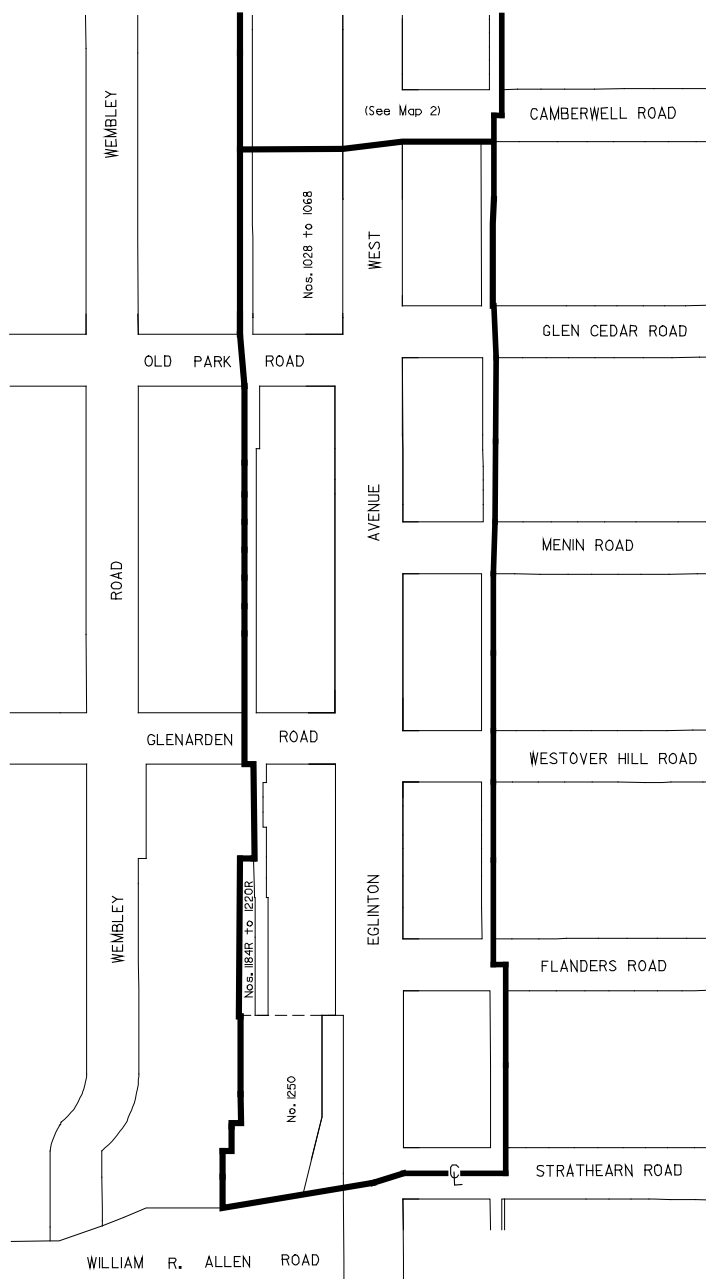 (See Map 2)
CAMBERWELL ROAD
WEMBLEY
Nos. 1028 to 1068
WEST
GLEN CEDAR ROAD
OLD PARK ROAD
AVENUE
MENIN ROAD
ROAD
GLENARDEN ROAD
WESTOVER HILL ROAD
WEMBLEY
Nos. 1184R to 1220R
EGLINTON
FLANDERS ROAD
No. 1250
CL
STRATHEARN ROAD
WILLIAM R. ALLEN ROAD